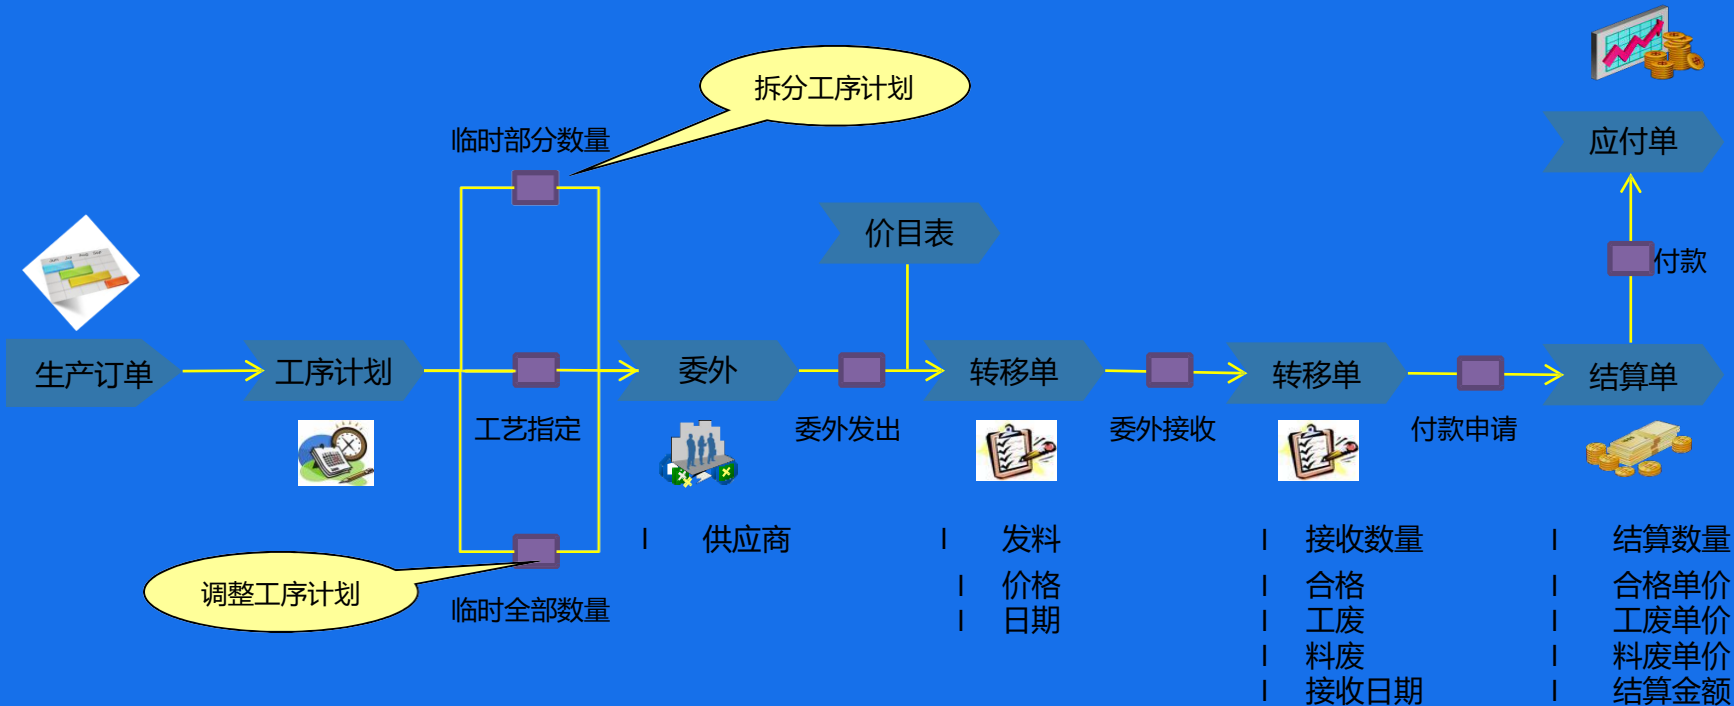 拆分工序计划
临时部分数量
应付单
价目表
付款
生产订单
工序计划
委外
转移单
转移单
结算单
工艺指定
委外发出
委外接收
付款申请
调整工序计划
临时全部数量
l 供应商
l 发料
l 价格
l 日期
l 接收数量
l 合格
l 工废
l 料废
l 接收日期
l 结算数量
l 合格单价
l 工废单价
l 料废单价
l 结算金额